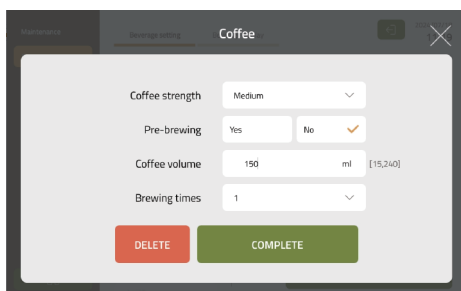 Maintenance
Beverage setting
Coffee
Coffee strength Medium
Pre-brewing Yes No
Coffee volume 150 ml [15,240]
Brewing times 1
DELETE COMPLETE